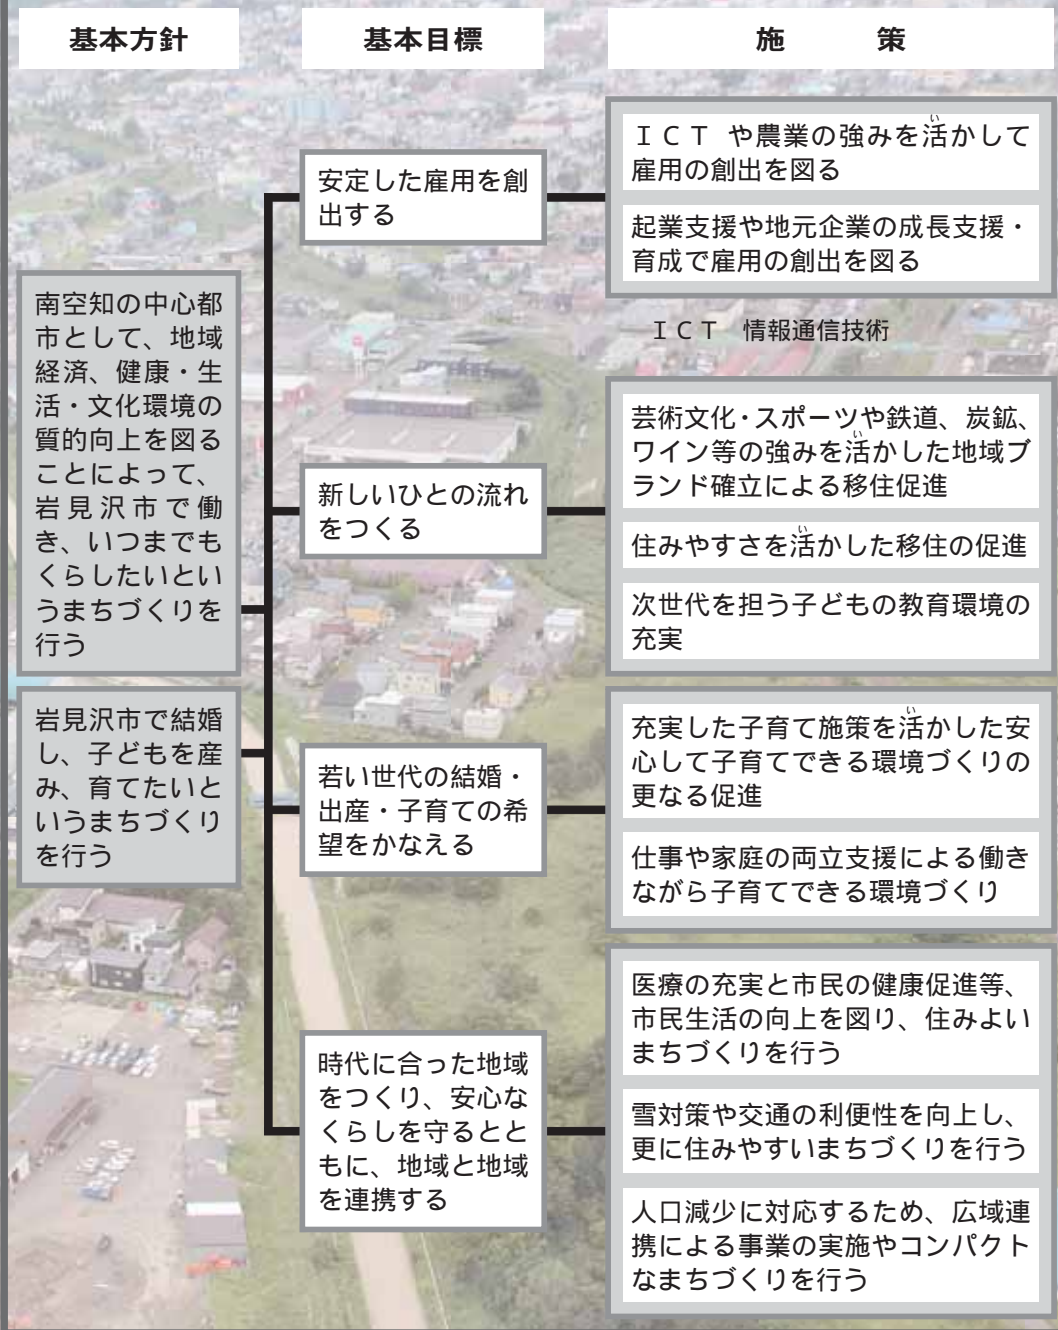 基本方針
基本目標
施策
南空知の中心都
市として、地域
経済、健康・生
活・文化環境の
質的向上を図る
ことによって、
岩見沢市で働
き、いつまでも
くらしたいとい
うまちづくりを
行う
岩見沢市で結婚
し、子どもを産
み、育てたいと
いうまちづくり
を行う
安定した雇用を創
出する
い
ＩＣＴ や農業の強みを活かして
雇用の創出を図る
起業支援や地元企業の成長支援・
育成で雇用の創出を図る
ＩＣＴ 情報通信技術
新しいひとの流れ
をつくる
芸術文化・スポーツや鉄道、炭鉱、
い
ワイン等の強みを活かした地域ブ
ランド確立による移住促進
い
住みやすさを活かした移住の促進
次世代を担う子どもの教育環境の
充実
若い世代の結婚・
出産・子育ての希
望をかなえる
い
充実した子育て施策を活かした安
心して子育てできる環境づくりの
更なる促進
仕事や家庭の両立支援による働き
ながら子育てできる環境づくり
時代に合った地域
をつくり、安心な
くらしを守るとと
もに、地域と地域
を連携する
医療の充実と市民の健康促進等、
市民生活の向上を図り、住みよい
まちづくりを行う
雪対策や交通の利便性を向上し、
更に住みやすいまちづくりを行う
人口減少に対応するため、広域連
携による事業の実施やコンパクト
なまちづくりを行う